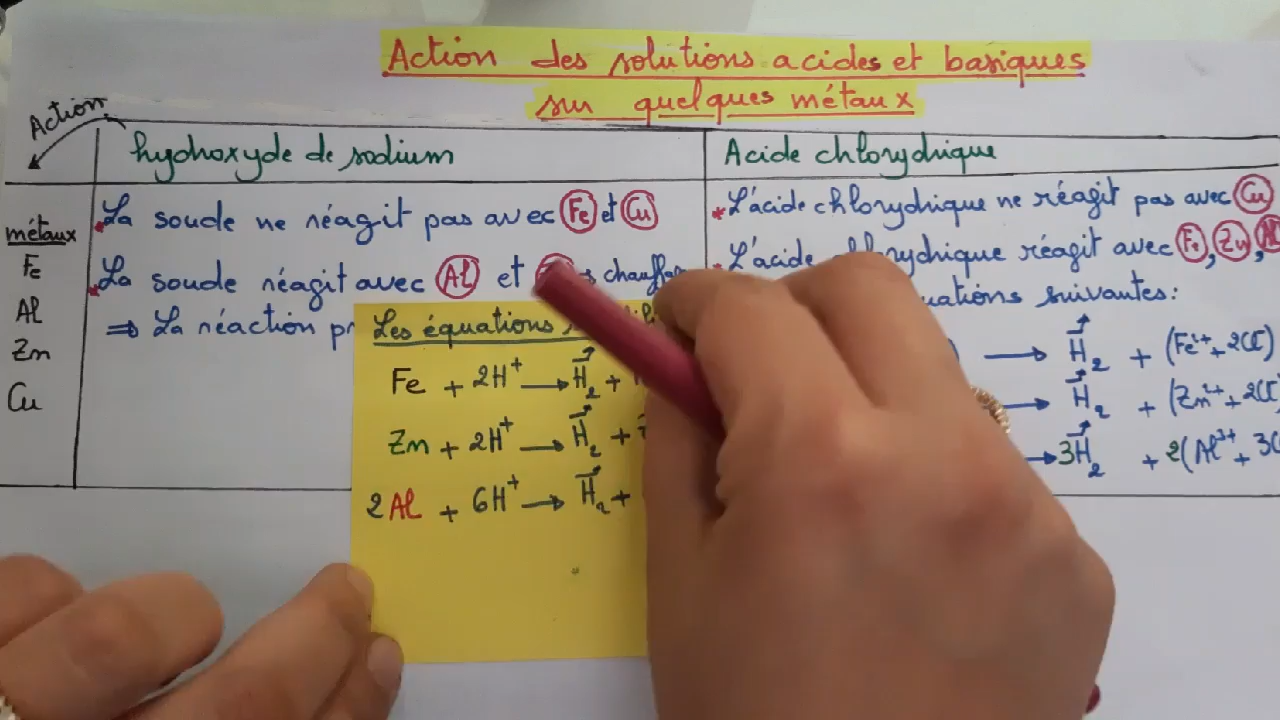 Action des solutions acides et basiques
sur quelques métaux
Action
hydroxyde de sodium
Acide chlorydrique
métaux
Fe
Al
Zn
Cu
* La soude ne réagit pas avec Fe et Cu
* La soude réagit avec Al et
⇒ La réaction
* L'acide chlorydrique ne réagit pas avec Cu
* L'acide chlorydrique réagit avec Fe, Zn,
suivantes:
→ H2 + (Fe2+ + 2Cl
→ H2 + (Zn2+ + 2Cl
→ 3H2 + 2(Al3+ + 3C
Les équations
Fe + 2H+ → H2 +
Zn + 2H+ → H2 +
2Al + 6H+ → H2 +